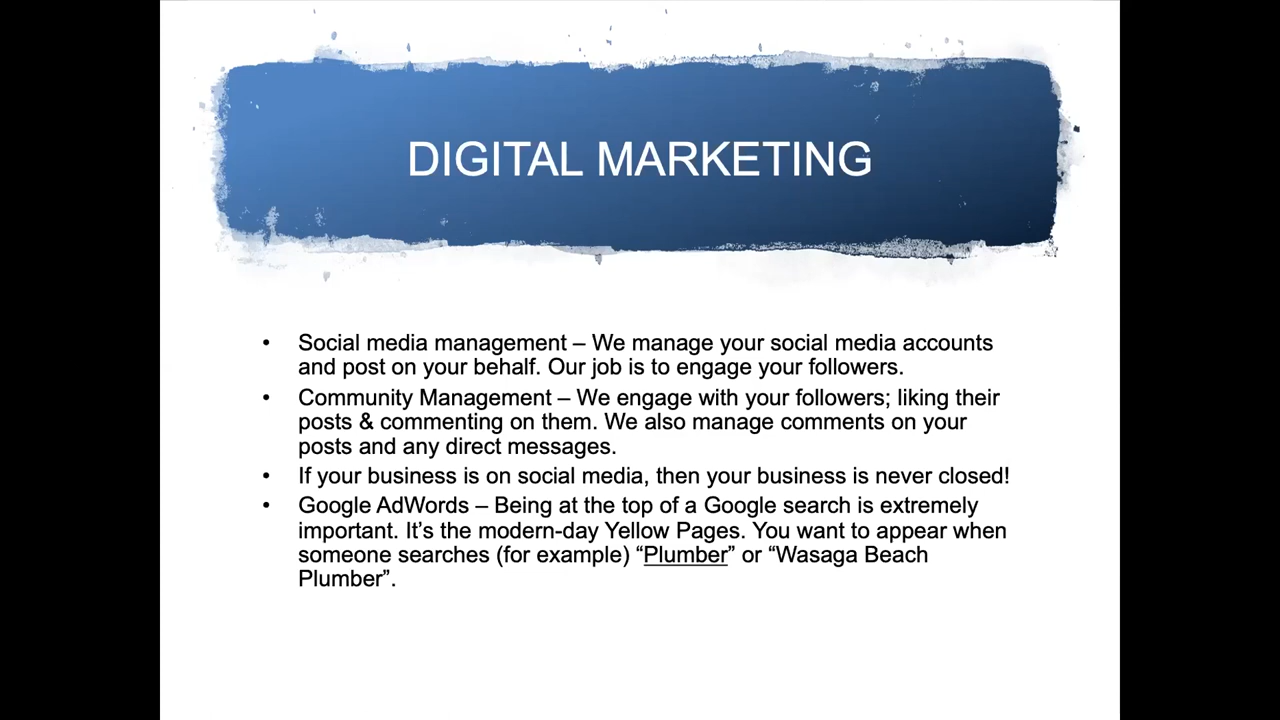 DIGITAL MARKETING
• Social media management – We manage your social media accounts
and post on your behalf. Our job is to engage your followers.
• Community Management – We engage with your followers; liking their
posts & commenting on them. We also manage comments on your
posts and any direct messages.
• If your business is on social media, then your business is never closed!
• Google AdWords – Being at the top of a Google search is extremely
important. It’s the modern-day Yellow Pages. You want to appear when
someone searches (for example) “Plumber” or “Wasaga Beach
Plumber”.